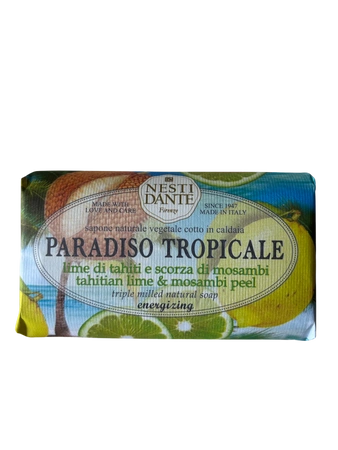 NESTI
DANTE
Firenze
MADE WITH
LOVE AND CARE
SINCE 1947
MADE IN ITALY
sapone naturale vegetale cotto in caldaia
PARADISO TROPICALE
lime di tahiti e scorza di mosambi
tahitian lime & mosambi peel
triple milled natural soap
energizing